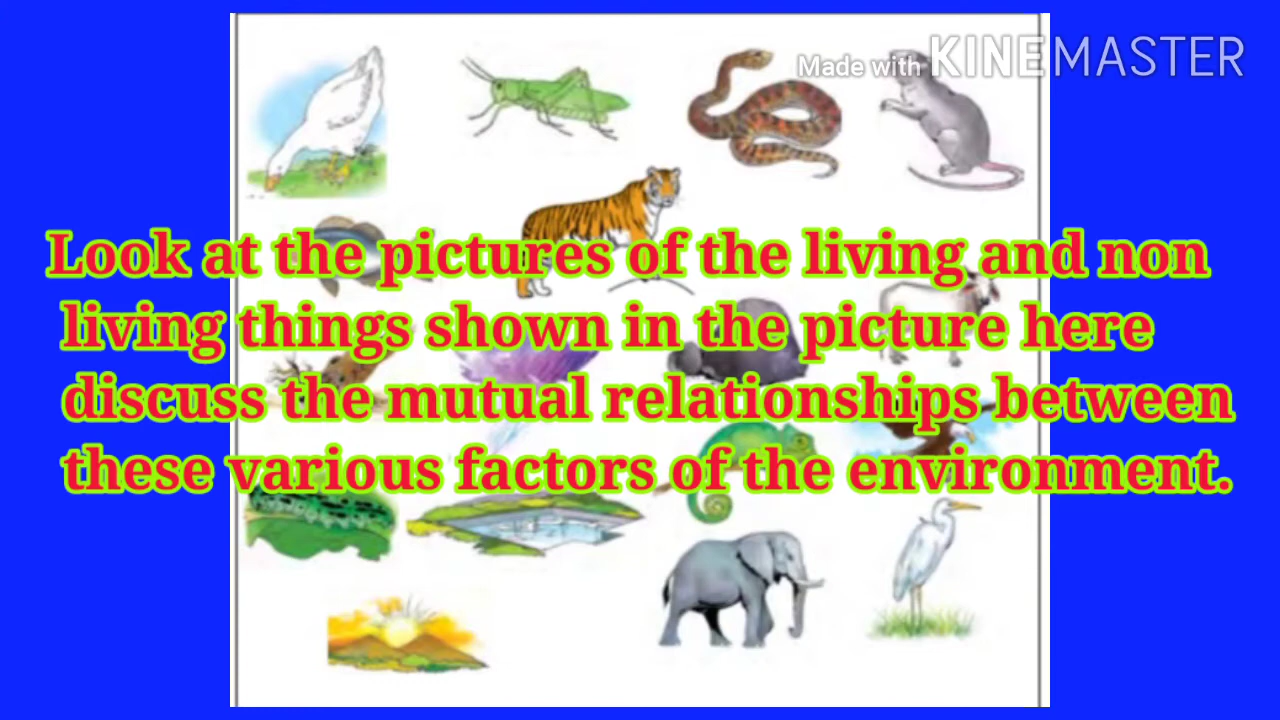 Made with KINEMASTER
Look at the pictures of the living and non
living things shown in the picture here
discuss the mutual relationships between
these various factors of the environment.